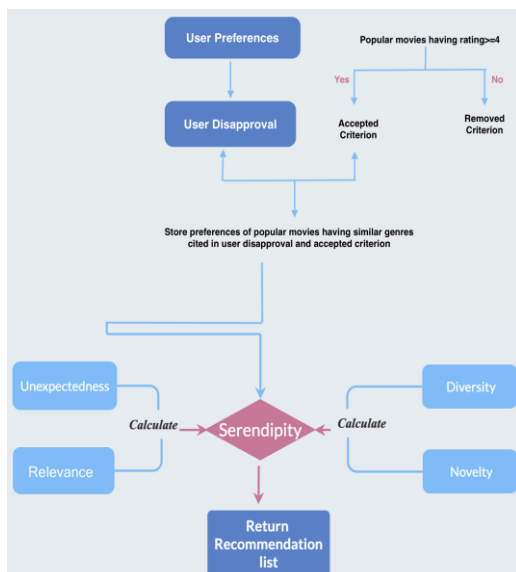 User Preferences
Popular movies having rating>=4
Yes
No
User Disapproval
Accepted
Criterion
Removed
Criterion
Store preferences of popular movies having similar genres
cited in user disapproval and accepted criterion
Unexpectedness
Calculate
Relevance
Serendipity
Diversity
Calculate
Novelty
Return
Recommendation
list